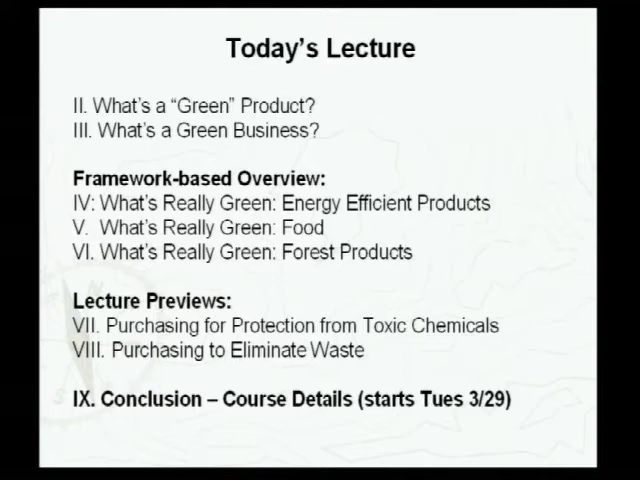 Today's Lecture
II. What's a “Green” Product?
III. What's a Green Business?
Framework-based Overview:
IV: What's Really Green: Energy Efficient Products
V. What's Really Green: Food
VI. What's Really Green: Forest Products
Lecture Previews:
VII. Purchasing for Protection from Toxic Chemicals
VIII. Purchasing to Eliminate Waste
IX. Conclusion – Course Details (starts Tues 3/29)